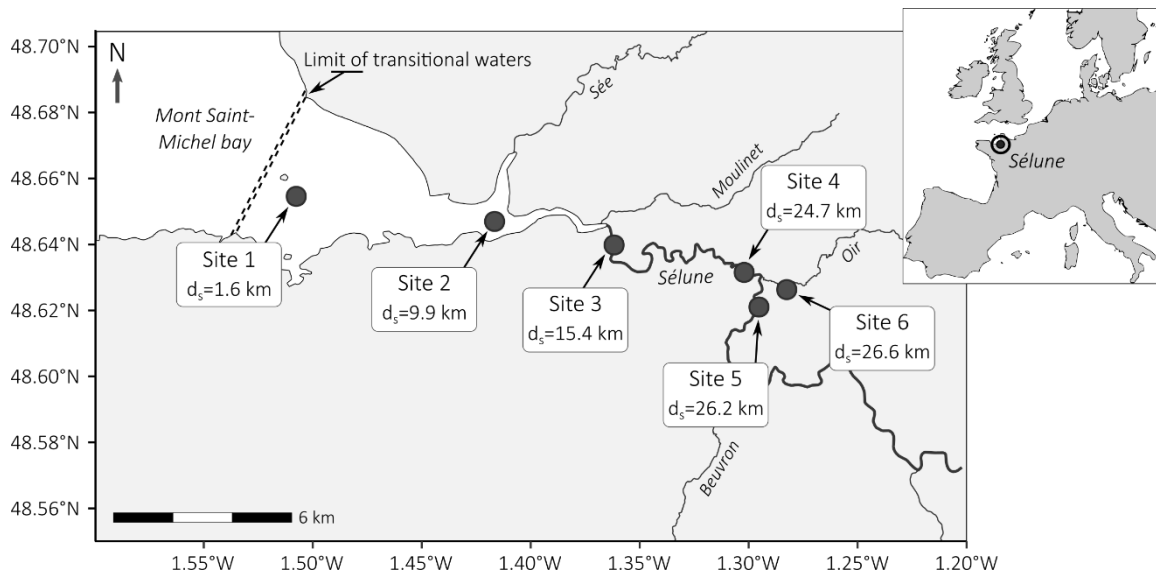 48.70°N
48.68°N
48.66°N
48.64°N
48.62°N
48.60°N
48.58°N
48.56°N
N
Limit of transitional waters
Mont Saint-
Michel bay
Sée
Moulinet
Site 1
dₛ=1.6 km
Site 2
dₛ=9.9 km
Site 3
dₛ=15.4 km
Sélune
Site 4
dₛ=24.7 km
Oir
Site 5
dₛ=26.2 km
Site 6
dₛ=26.6 km
Beuvron
6 km
1.55°W
1.50°W
1.45°W
1.40°W
1.35°W
1.30°W
1.25°W
1.20°W
Sélune